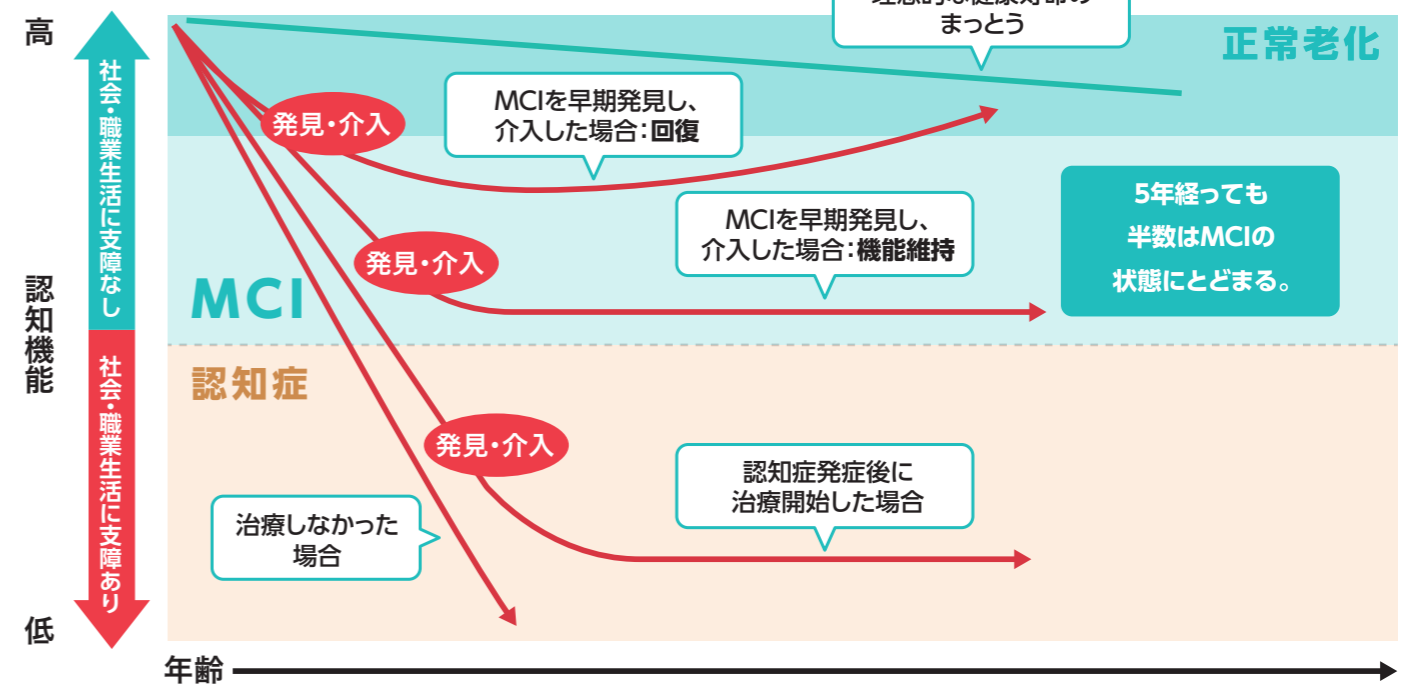 高
社会・職業生活に支障なし
認知機能
社会・職業生活に支障あり
低
まっとう
正常老化
発見・介入
MCIを早期発見し、
介入した場合：回復
MCIを早期発見し、
介入した場合：機能維持
発見・介入
5年経っても
半数はMCIの
状態にとどまる。
MCI
認知症
発見・介入
認知症発症後に
治療開始した場合
治療しなかった
場合
年齢